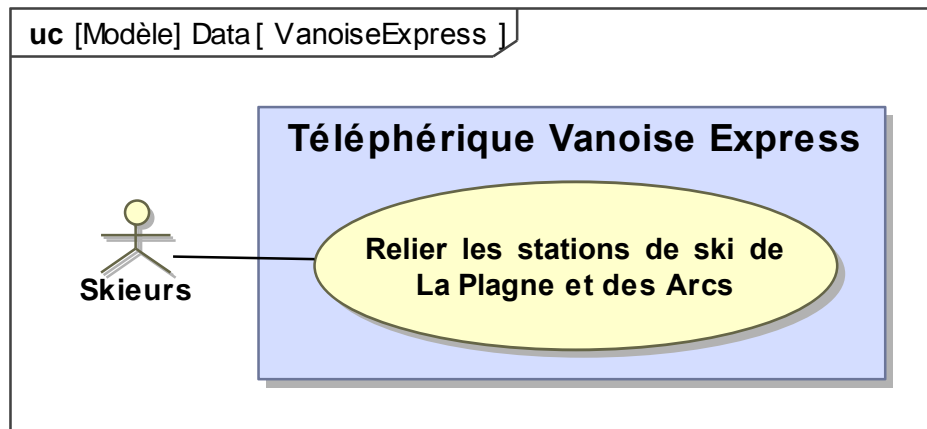 uc [Modèle] Data [ VanoiseExpress ]
Téléphérique Vanoise Express
Relier les stations de ski de
La Plagne et des Arcs
Skieurs